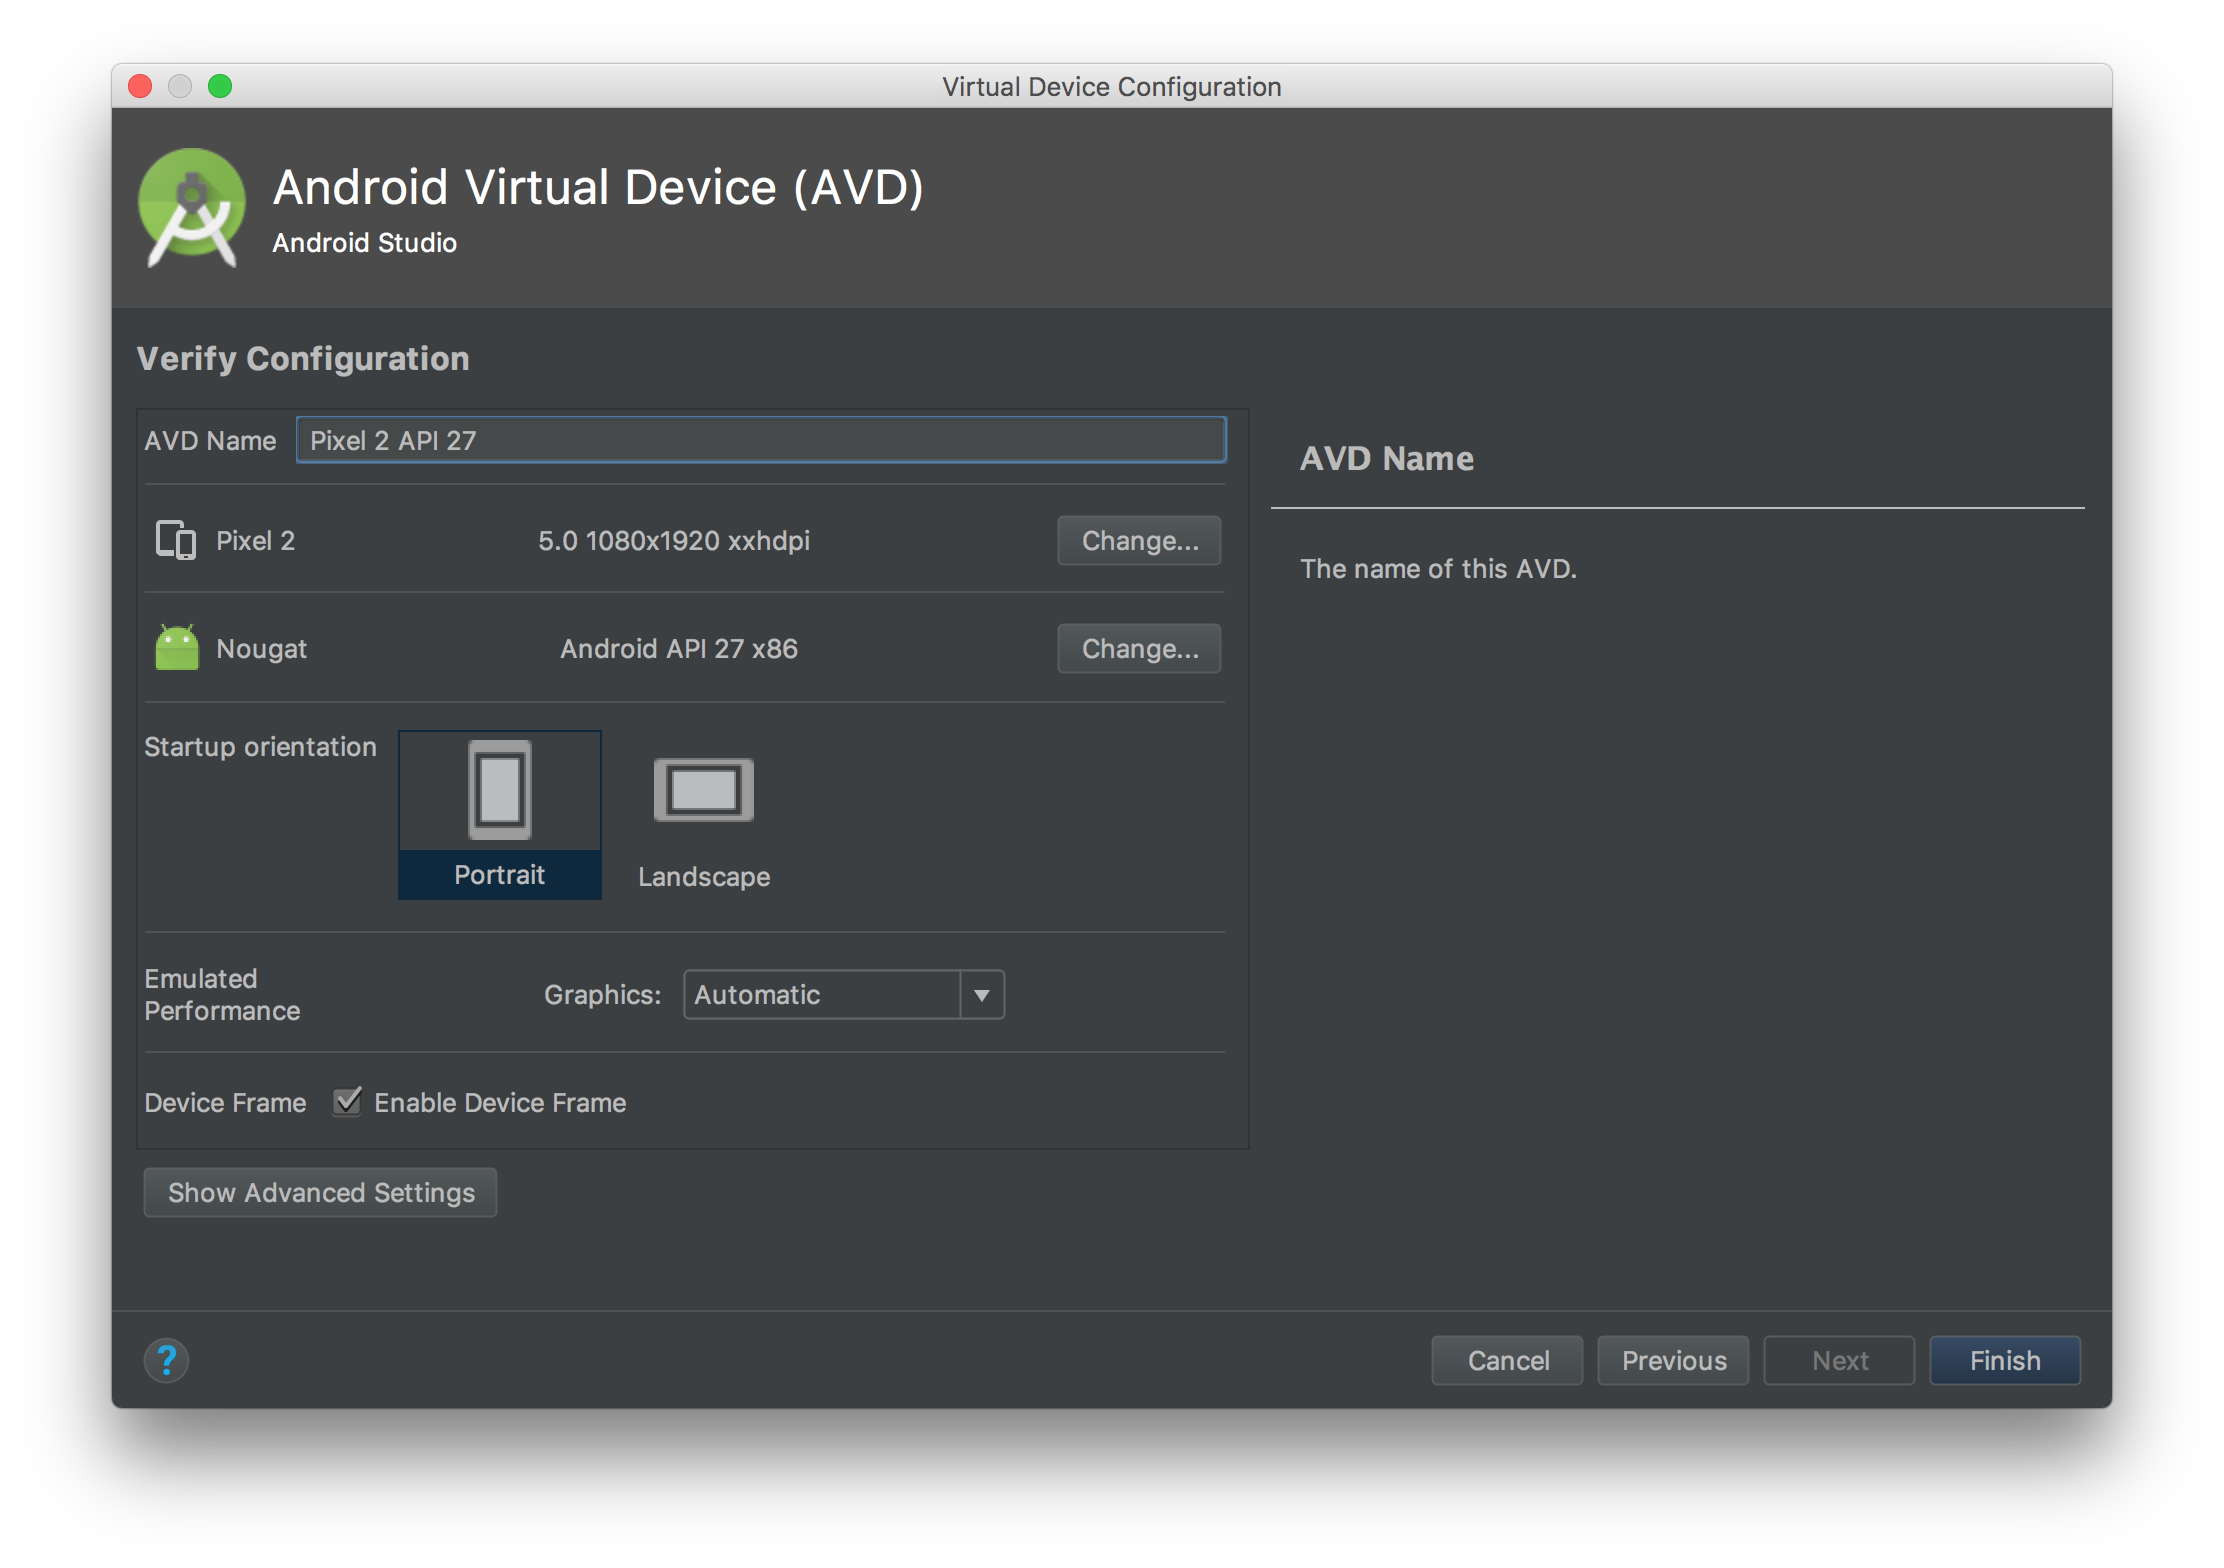 Virtual Device Configuration
Android Virtual Device (AVD)
Android Studio
Verify Configuration
AVD Name Pixel 2 API 27
Pixel 2 5.0 1080x1920 xxhdpi Change...
Nougat Android API 27 x86 Change...
Startup orientation
Portrait
Landscape
Emulated
Performance
Graphics: Automatic
Device Frame Enable Device Frame
Show Advanced Settings
AVD Name
The name of this AVD.
? Cancel Previous Next Finish